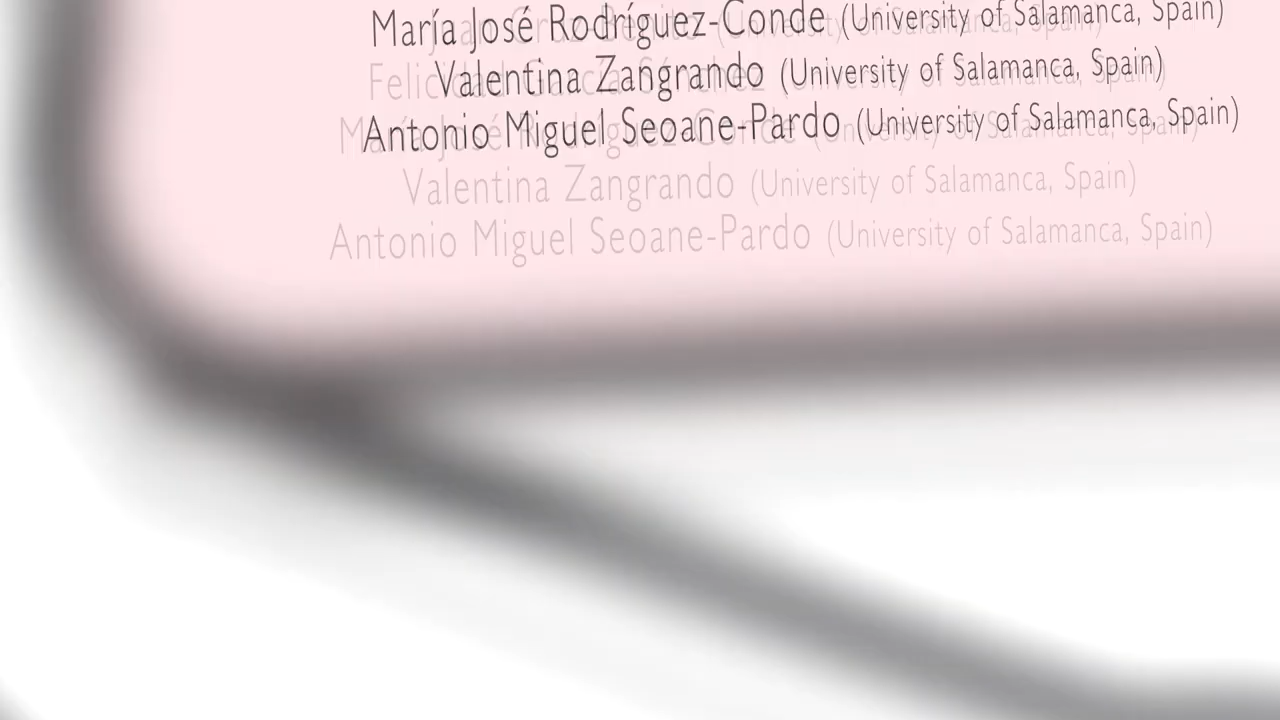 María José Rodríguez-Conde (University of Salamanca, Spain)
Valentina Zangrando (University of Salamanca, Spain)
Antonio Miguel Seoane-Pardo (University of Salamanca, Spain)
Valentina Zangrando (University of Salamanca, Spain)
Antonio Miguel Seoane-Pardo (University of Salamanca, Spain)